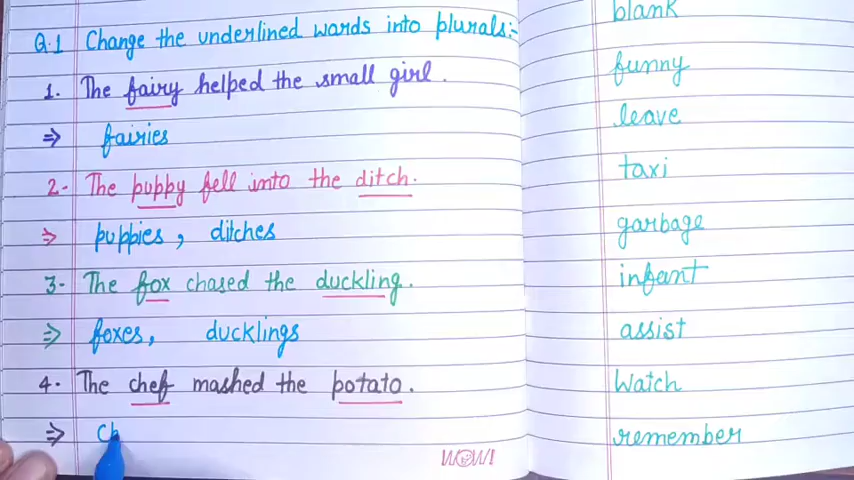 Q.1 Change the underlined words into plurals:-
1. The fairy helped the small girl.
⇒ fairies
2- The puppy fell into the ditch.
⇒ puppies, ditches
3- The fox chased the duckling.
⇒ foxes, ducklings
4. The chef mashed the potato.
⇒ Ch
WOW!
blank
funny
leave
taxi
garbage
infant
assist
Watch
remember